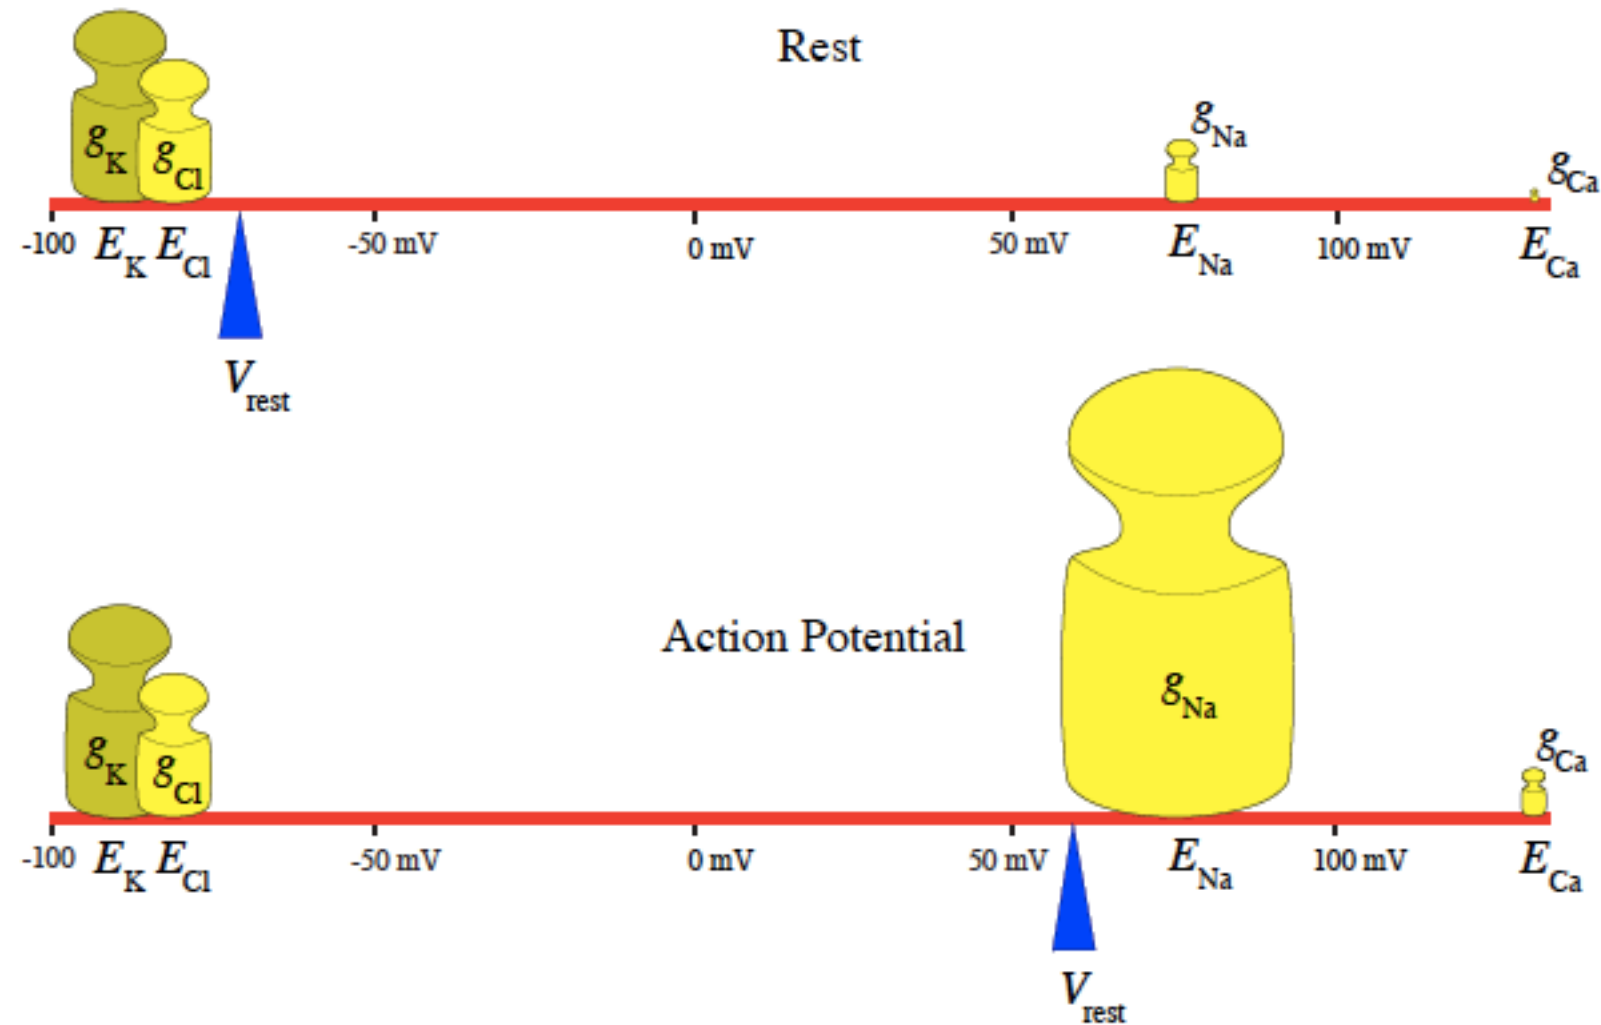 Rest
gK gCl gNa gCa
-100 EK ECl -50 mV 0 mV 50 mV ENa 100 mV ECa
Vrest
Action Potential
gK gCl gNa gCa
-100 EK ECl -50 mV 0 mV 50 mV ENa 100 mV ECa
Vrest